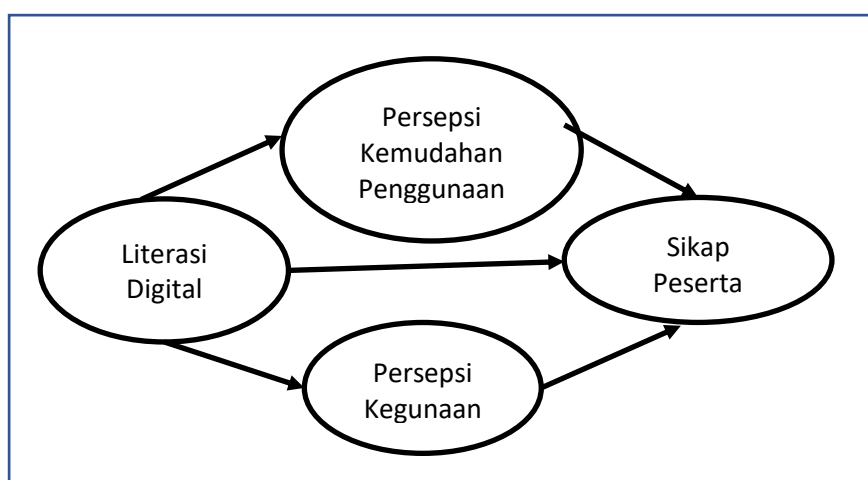 Persepsi
Kemudahan
Penggunaan
Literasi
Digital
Sikap
Peserta
Persepsi
Kegunaan